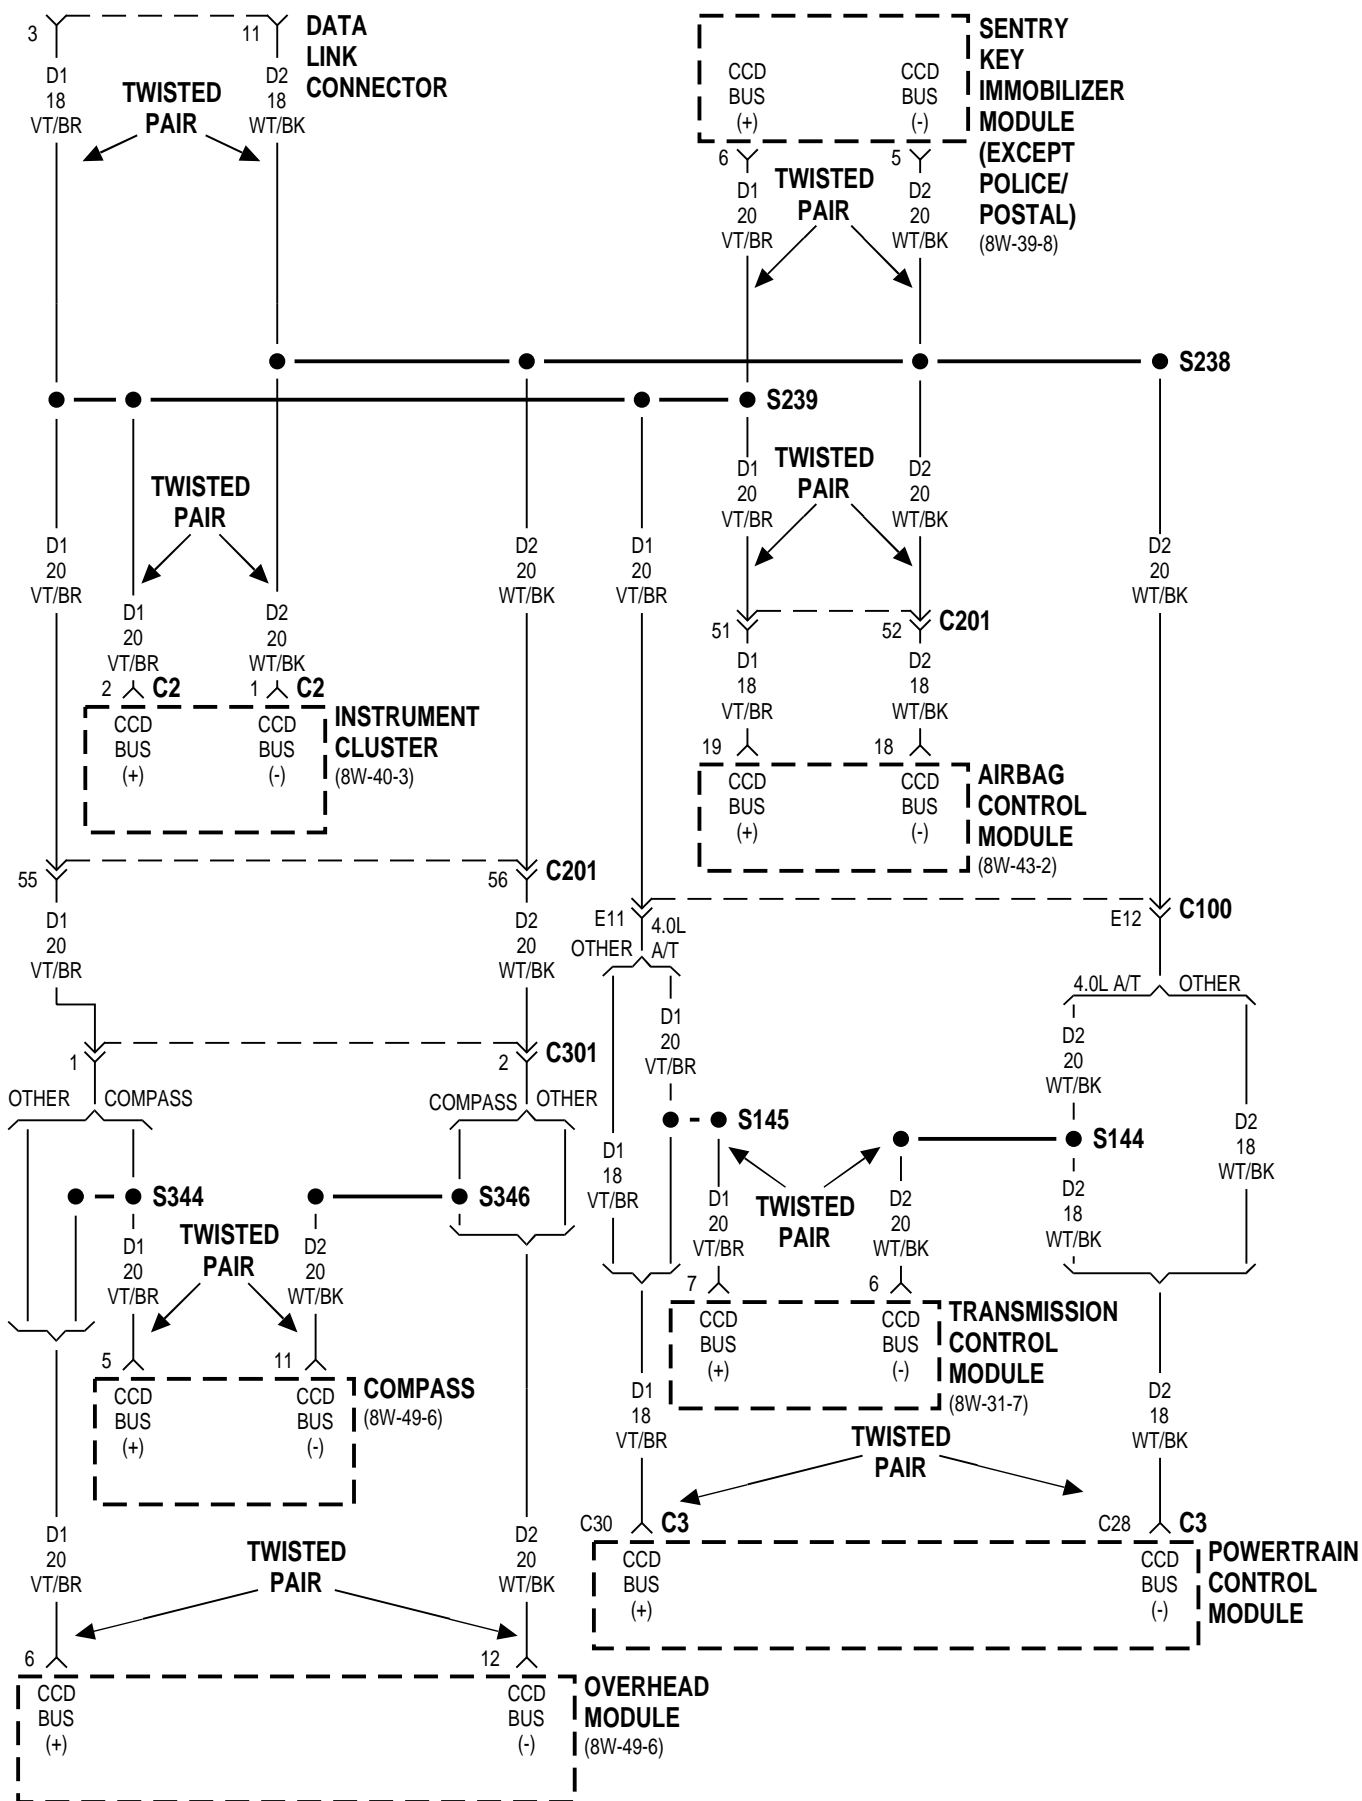 3
11
DATA
LINK
CONNECTOR
D1
18
VT/BR
D2
18
WT/BK
TWISTED
PAIR
SENTRY
KEY
IMMOBILIZER
MODULE
(EXCEPT
POLICE/
POSTAL)
(8W-39-8)
CCD
BUS
(+)
CCD
BUS
(-)
6
5
D1
20
VT/BR
D2
20
WT/BK
TWISTED
PAIR
S238
S239
TWISTED
PAIR
D1
20
VT/BR
D1
20
VT/BR
D2
20
WT/BK
D2
20
WT/BK
D1
20
VT/BR
D1
20
VT/BR
D2
20
WT/BK
TWISTED
PAIR
D2
20
WT/BK
51
52
C201
D1
18
VT/BR
D2
18
WT/BK
2
C2
1
C2
INSTRUMENT
CLUSTER
(8W-40-3)
CCD
BUS
(+)
CCD
BUS
(-)
19
18
CCD
BUS
(+)
CCD
BUS
(-)
AIRBAG
CONTROL
MODULE
(8W-43-2)
55
56
C201
D1
20
VT/BR
D2
20
WT/BK
E11
E12
C100
OTHER
4.0L
A/T
4.0L A/T
OTHER
D1
20
VT/BR
D2
20
WT/BK
1
2
C301
OTHER
COMPASS
COMPASS
OTHER
S145
S144
D1
18
VT/BR
D2
18
WT/BK
S344
S346
D1
20
VT/BR
D2
20
WT/BK
TWISTED
PAIR
D1
20
VT/BR
D2
20
WT/BK
TWISTED
PAIR
D2
18
WT/BK
7
6
CCD
BUS
(+)
CCD
BUS
(-)
TRANSMISSION
CONTROL
MODULE
(8W-31-7)
5
11
CCD
BUS
(+)
CCD
BUS
(-)
COMPASS
(8W-49-6)
D1
18
VT/BR
D2
18
WT/BK
TWISTED
PAIR
C30
C3
C28
C3
CCD
BUS
(+)
CCD
BUS
(-)
POWERTRAIN
CONTROL
MODULE
D1
20
VT/BR
D2
20
WT/BK
TWISTED
PAIR
6
12
CCD
BUS
(+)
CCD
BUS
(-)
OVERHEAD
MODULE
(8W-49-6)